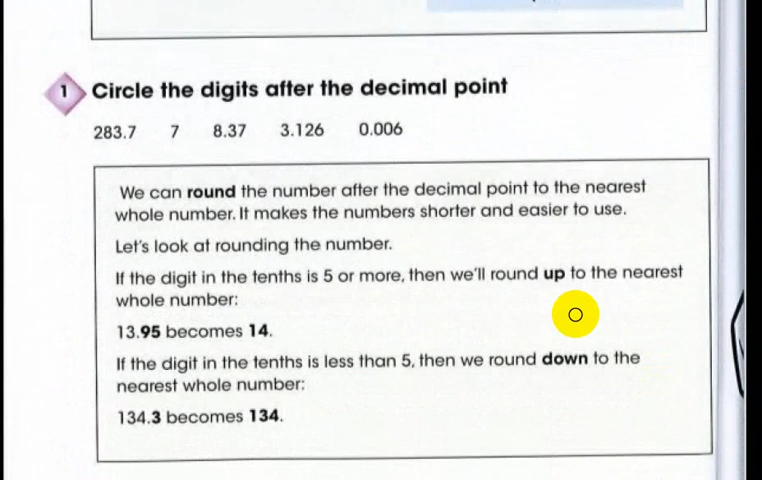 1 Circle the digits after the decimal point
283.7 7 8.37 3.126 0.006
We can round the number after the decimal point to the nearest
whole number. It makes the numbers shorter and easier to use.
Let's look at rounding the number.
If the digit in the tenths is 5 or more, then we'll round up to the nearest
whole number:
13.95 becomes 14.
If the digit in the tenths is less than 5, then we round down to the
nearest whole number:
134.3 becomes 134.